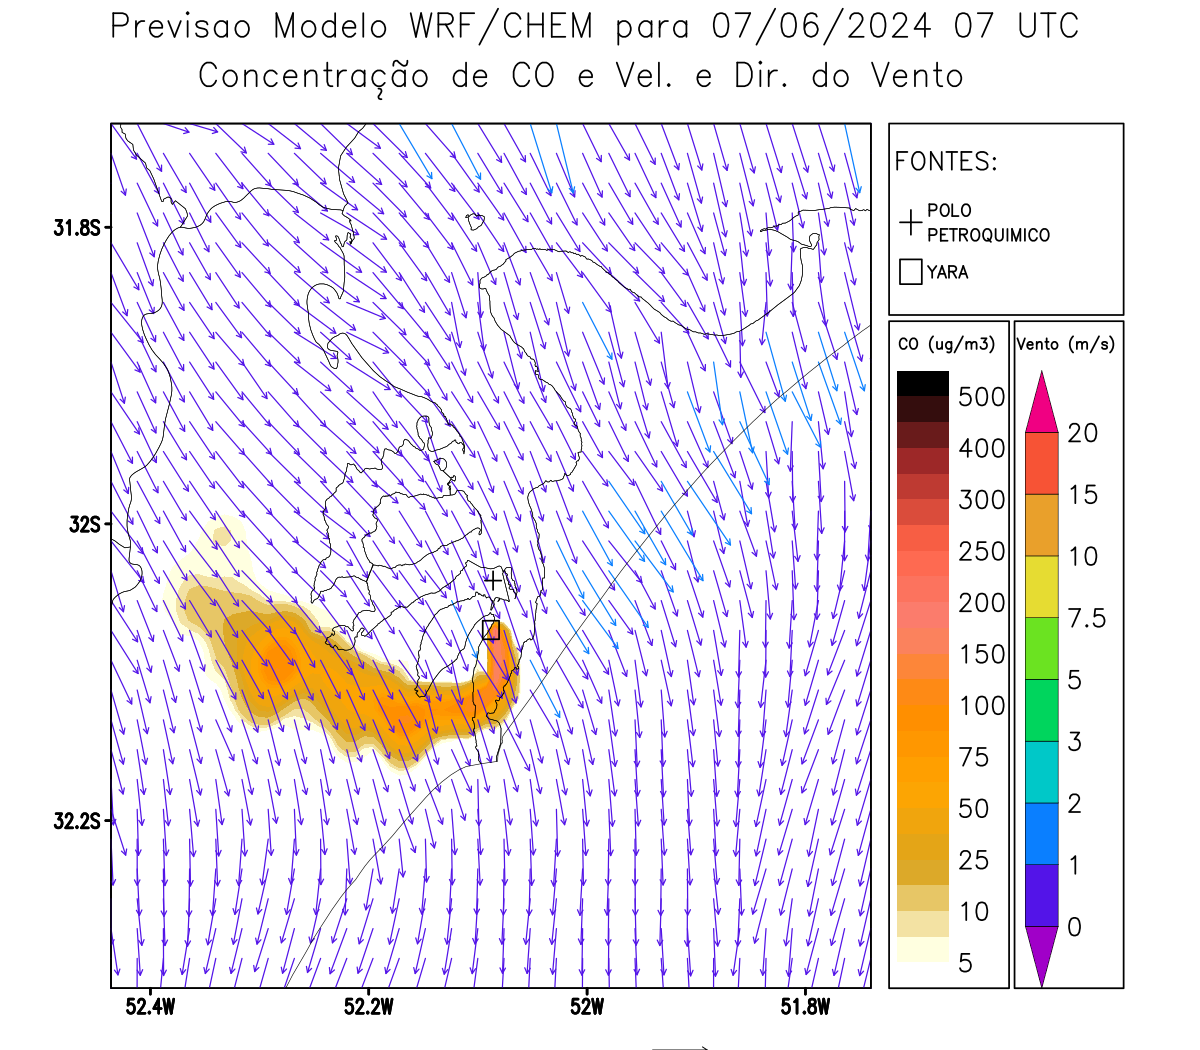 Previsao Modelo WRF/CHEM para 07/06/2024 07 UTC
Concentração de CO e Vel. e Dir. do Vento
FONTES:
POLO
PETROQUIMICO
YARA
31.8S
32S
32.2S
52.4W
52.2W
52W
51.8W
CO (ug/m3)
500
400
300
250
200
150
100
75
50
25
10
5
Vento (m/s)
20
15
10
7.5
5
3
2
1
0